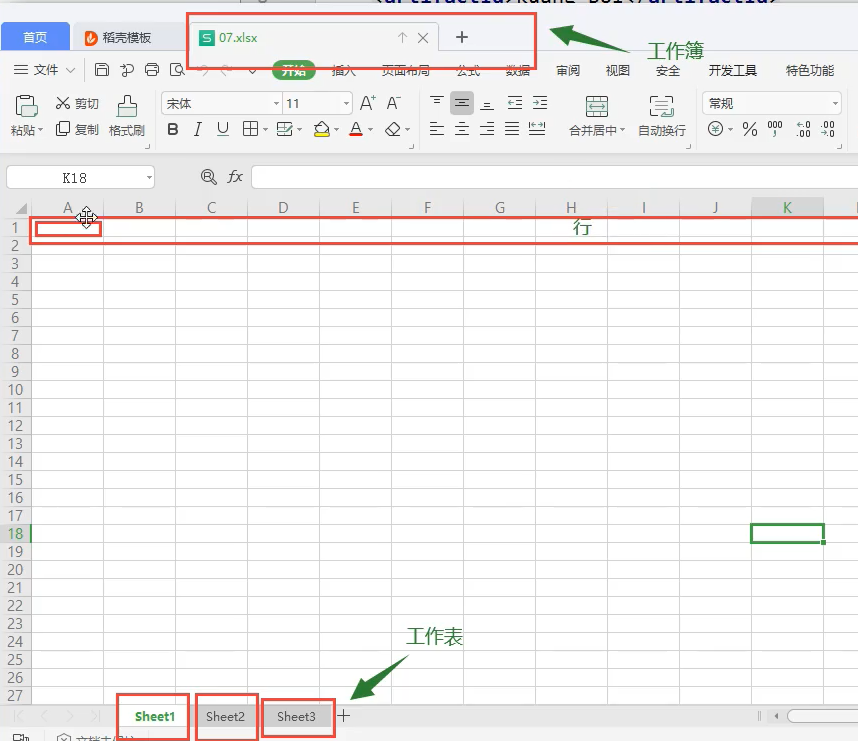 首页 稻壳模板 07.xlsx
工作簿
文件 开始 插入 页面布局 公式 数据 审阅 视图 安全 开发工具 特色功能
剪切 宋体 11 A+ A- 常规
粘贴 复制 格式刷 B I U A 合并居中 自动换行 % 000 .00 .00
K18 fx
A B C D E F G H I J K
1 行
2
3
4
5
6
7
8
9
10
11
12
13
14
15
16
17
18
19
20
21
22
23
24
工作表
25
26
27
Sheet1 Sheet2 Sheet3